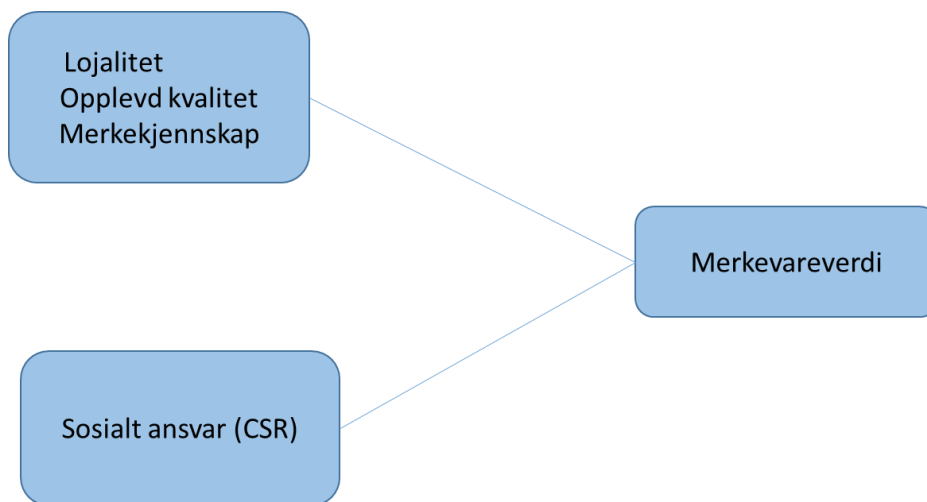 Lojalitet
Opplevd kvalitet
Merkekjennskap
Merkevareverdi
Sosialt ansvar (CSR)